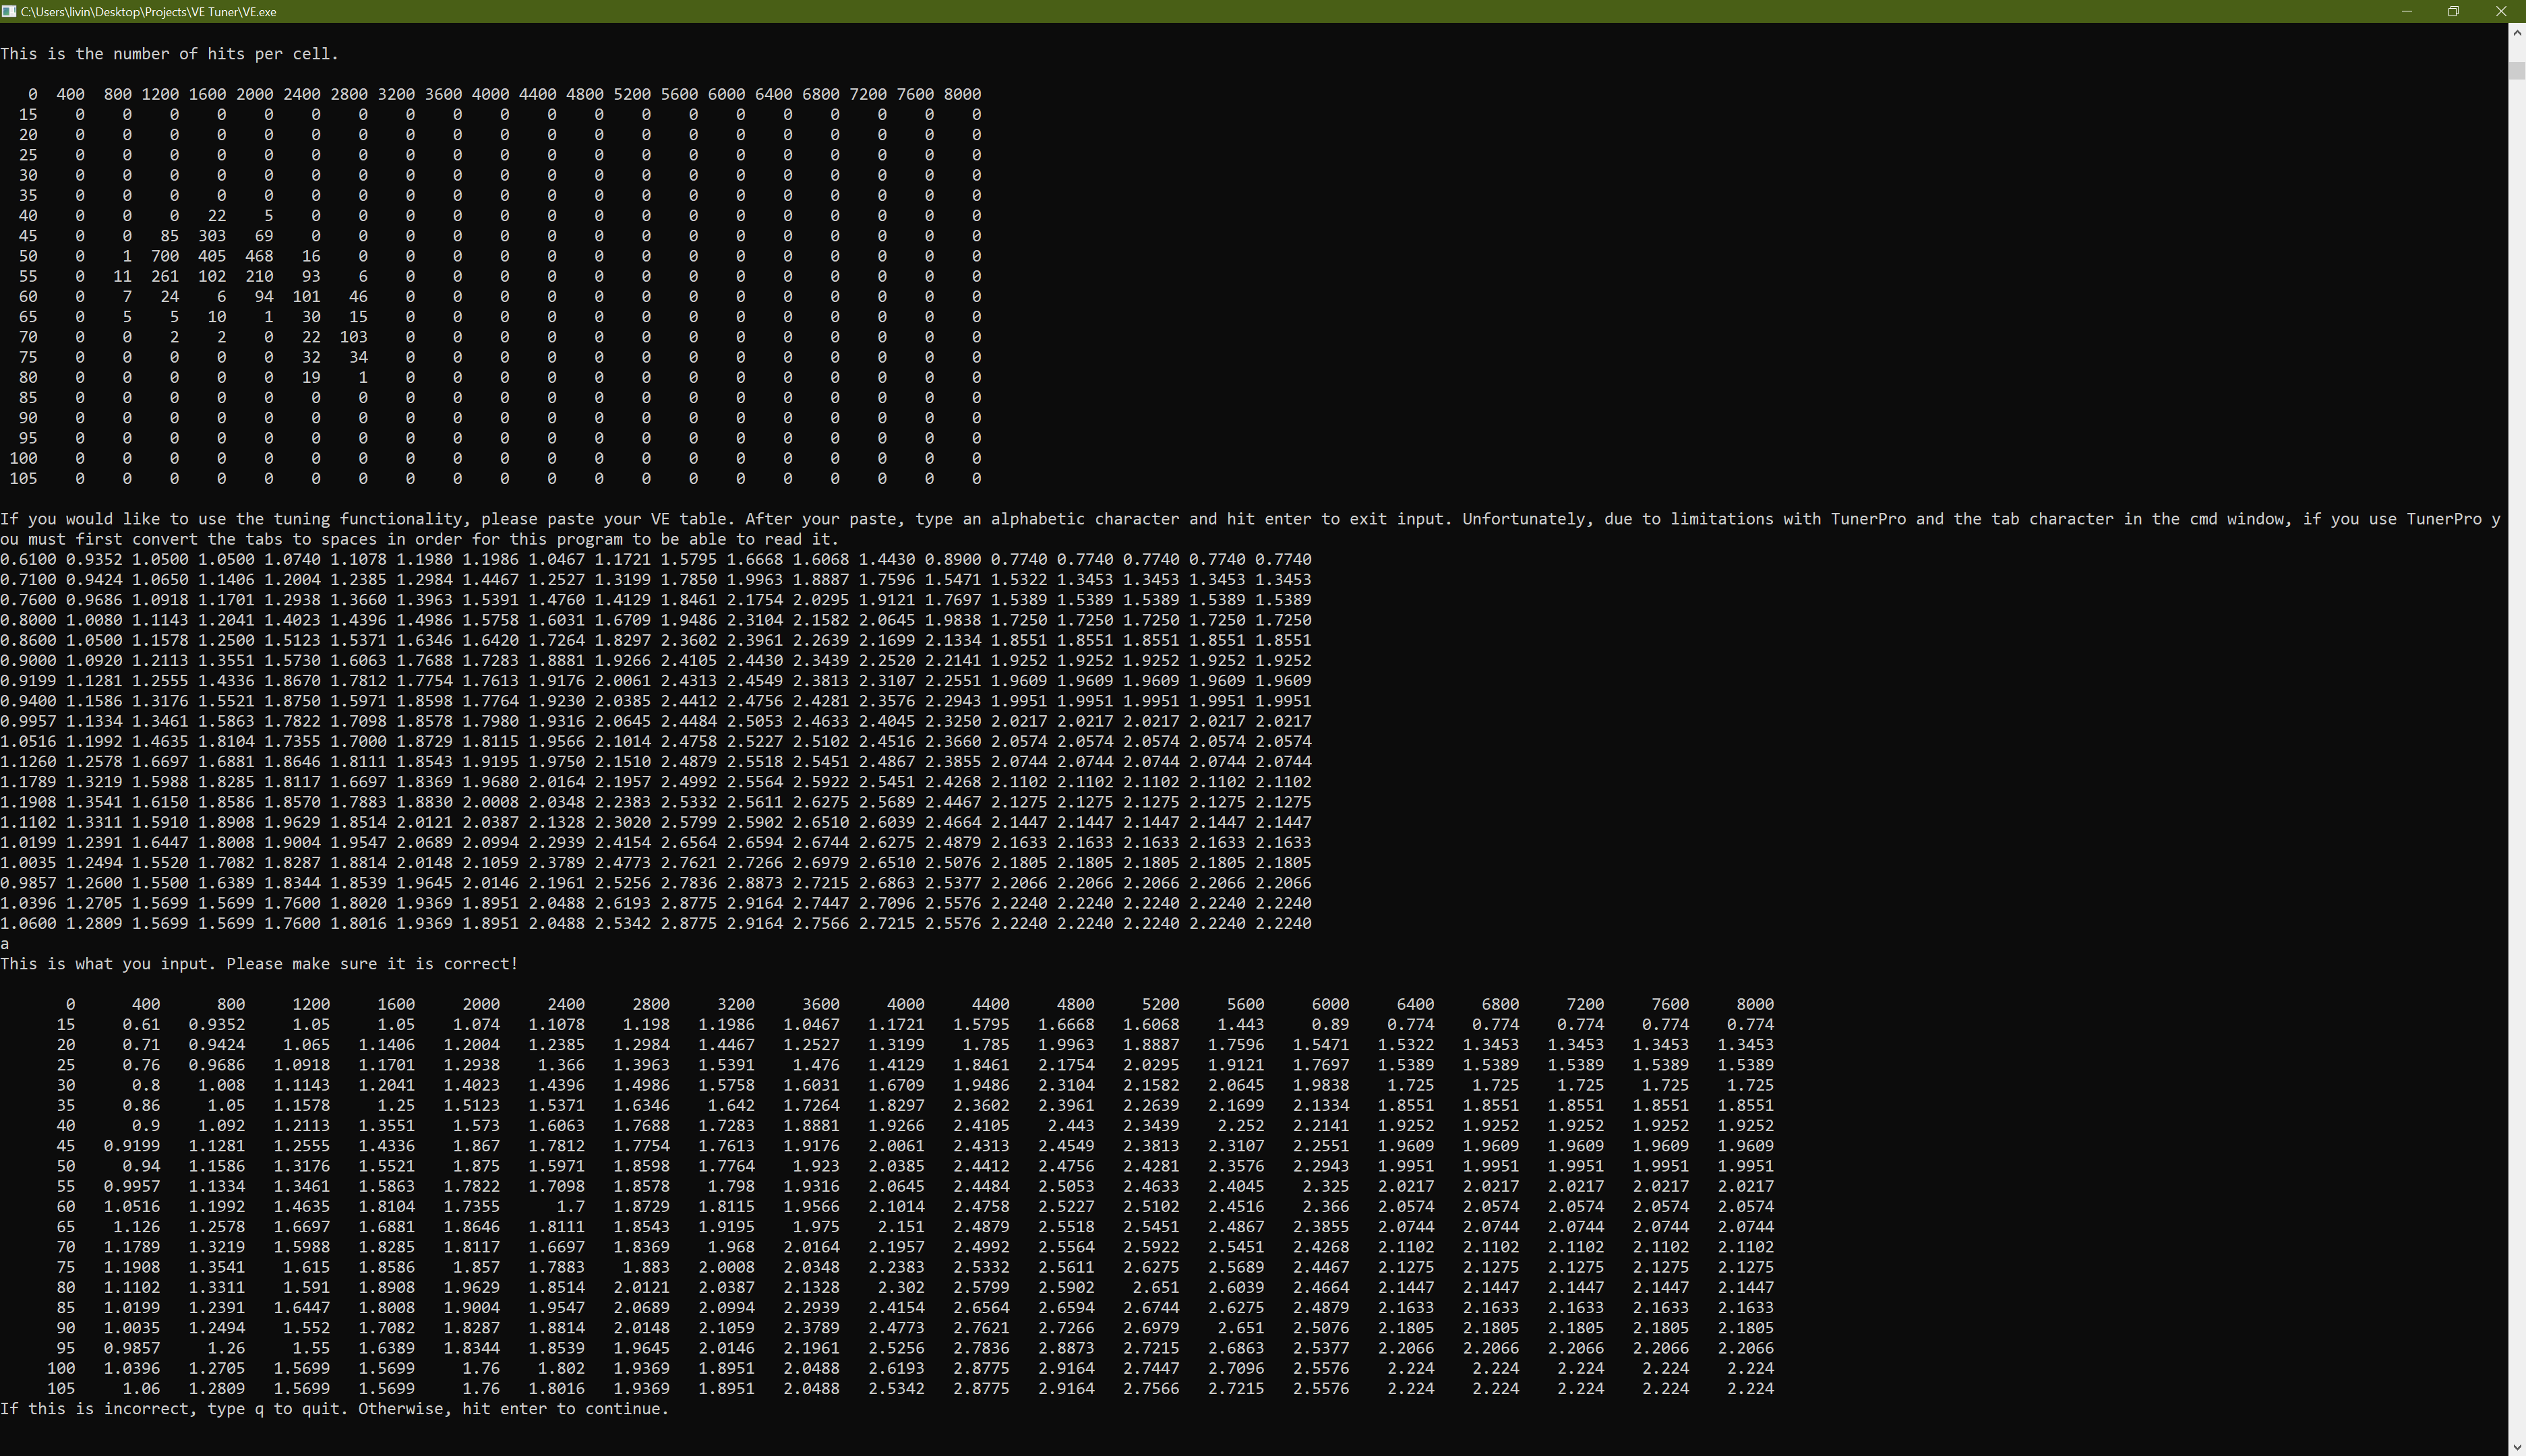 C:\Users\livin\Desktop\Projects\VE Tuner\VE.exe
This is the number of hits per cell.
0 400 800 1200 1600 2000 2400 2800 3200 3600 4000 4400 4800 5200 5600 6000 6400 6800 7200 7600 8000
15 0 0 0 0 0 0 0 0 0 0 0 0 0 0 0 0 0 0 0 0
20 0 0 0 0 0 0 0 0 0 0 0 0 0 0 0 0 0 0 0 0
25 0 0 0 0 0 0 0 0 0 0 0 0 0 0 0 0 0 0 0 0
30 0 0 0 0 0 0 0 0 0 0 0 0 0 0 0 0 0 0 0 0
35 0 0 0 0 0 0 0 0 0 0 0 0 0 0 0 0 0 0 0 0
40 0 0 0 22 5 0 0 0 0 0 0 0 0 0 0 0 0 0 0 0
45 0 0 85 303 69 0 0 0 0 0 0 0 0 0 0 0 0 0 0 0
50 0 1 700 405 468 16 0 0 0 0 0 0 0 0 0 0 0 0 0 0
55 0 11 261 102 210 93 6 0 0 0 0 0 0 0 0 0 0 0 0 0
60 0 7 24 6 94 101 46 0 0 0 0 0 0 0 0 0 0 0 0 0
65 0 5 5 10 1 30 15 0 0 0 0 0 0 0 0 0 0 0 0 0
70 0 0 2 2 0 22 103 0 0 0 0 0 0 0 0 0 0 0 0 0
75 0 0 0 0 0 32 34 0 0 0 0 0 0 0 0 0 0 0 0 0
80 0 0 0 0 0 19 1 0 0 0 0 0 0 0 0 0 0 0 0 0
85 0 0 0 0 0 0 0 0 0 0 0 0 0 0 0 0 0 0 0 0
90 0 0 0 0 0 0 0 0 0 0 0 0 0 0 0 0 0 0 0 0
95 0 0 0 0 0 0 0 0 0 0 0 0 0 0 0 0 0 0 0 0
100 0 0 0 0 0 0 0 0 0 0 0 0 0 0 0 0 0 0 0 0
105 0 0 0 0 0 0 0 0 0 0 0 0 0 0 0 0 0 0 0 0
If you would like to use the tuning functionality, please paste your VE table. After your paste, type an alphabetic character and hit enter to exit input. Unfortunately, due to limitations with TunerPro and the tab character in the cmd window, if you use TunerPro y
ou must first convert the tabs to spaces in order for this program to be able to read it.
0.6100 0.9352 1.0500 1.0500 1.0740 1.1078 1.1980 1.1986 1.0467 1.1721 1.5795 1.6668 1.6068 1.4430 0.8900 0.7740 0.7740 0.7740 0.7740 0.7740
0.7100 0.9424 1.0650 1.1406 1.2004 1.2385 1.2984 1.4467 1.2527 1.3199 1.7850 1.9963 1.8887 1.7596 1.5471 1.5322 1.3453 1.3453 1.3453 1.3453
0.7600 0.9686 1.0918 1.1701 1.2938 1.3660 1.3963 1.5391 1.4760 1.4129 1.8461 2.1754 2.0295 1.9121 1.7697 1.5389 1.5389 1.5389 1.5389 1.5389
0.8000 1.0080 1.1143 1.2041 1.4023 1.4396 1.4986 1.5758 1.6031 1.6709 1.9486 2.3104 2.1582 2.0645 1.9838 1.7250 1.7250 1.7250 1.7250 1.7250
0.8600 1.0500 1.1578 1.2500 1.5123 1.5371 1.6346 1.6420 1.7264 1.8297 2.3602 2.3961 2.2639 2.1699 2.1334 1.8551 1.8551 1.8551 1.8551 1.8551
0.9000 1.0920 1.2113 1.3551 1.5730 1.6063 1.7688 1.7283 1.8881 1.9266 2.4105 2.4430 2.3439 2.2520 2.2141 1.9252 1.9252 1.9252 1.9252 1.9252
0.9199 1.1281 1.2555 1.4336 1.8670 1.7812 1.7754 1.7613 1.9176 2.0061 2.4313 2.4549 2.3813 2.3107 2.2551 1.9609 1.9609 1.9609 1.9609 1.9609
0.9400 1.1586 1.3176 1.5521 1.8750 1.5971 1.8598 1.7764 1.9230 2.0385 2.4412 2.4756 2.4281 2.3576 2.2943 1.9951 1.9951 1.9951 1.9951 1.9951
0.9957 1.1334 1.3461 1.5863 1.7822 1.7098 1.8578 1.7980 1.9316 2.0645 2.4484 2.5053 2.4633 2.4045 2.3250 2.0217 2.0217 2.0217 2.0217 2.0217
1.0516 1.1992 1.4635 1.8104 1.7355 1.7000 1.8729 1.8115 1.9566 2.1014 2.4758 2.5227 2.5102 2.4516 2.3660 2.0574 2.0574 2.0574 2.0574 2.0574
1.1260 1.2578 1.6697 1.6881 1.8646 1.8111 1.8543 1.9195 1.9750 2.1510 2.4879 2.5518 2.5451 2.4867 2.3855 2.0744 2.0744 2.0744 2.0744 2.0744
1.1789 1.3219 1.5988 1.8285 1.8117 1.6697 1.8369 1.9680 2.0164 2.1957 2.4992 2.5564 2.5922 2.5451 2.4268 2.1102 2.1102 2.1102 2.1102 2.1102
1.1908 1.3541 1.6150 1.8586 1.8570 1.7883 1.8830 2.0008 2.0348 2.2383 2.5332 2.5611 2.6275 2.5689 2.4467 2.1275 2.1275 2.1275 2.1275 2.1275
1.1102 1.3311 1.5910 1.8908 1.9629 1.8514 2.0121 2.0387 2.1328 2.3020 2.5799 2.5902 2.6510 2.6039 2.4664 2.1447 2.1447 2.1447 2.1447 2.1447
1.0199 1.2391 1.6447 1.8008 1.9004 1.9547 2.0689 2.0994 2.2939 2.4154 2.6564 2.6594 2.6744 2.6275 2.4879 2.1633 2.1633 2.1633 2.1633 2.1633
1.0035 1.2494 1.5520 1.7082 1.8287 1.8814 2.0148 2.1059 2.3789 2.4773 2.7621 2.7266 2.6979 2.6510 2.5076 2.1805 2.1805 2.1805 2.1805 2.1805
0.9857 1.2600 1.5500 1.6389 1.8344 1.8539 1.9645 2.0146 2.1961 2.5256 2.7836 2.8873 2.7215 2.6863 2.5377 2.2066 2.2066 2.2066 2.2066 2.2066
1.0396 1.2705 1.5699 1.5699 1.7600 1.8020 1.9369 1.8951 2.0488 2.6193 2.8775 2.9164 2.7447 2.7096 2.5576 2.2240 2.2240 2.2240 2.2240 2.2240
1.0600 1.2809 1.5699 1.5699 1.7600 1.8016 1.9369 1.8951 2.0488 2.5342 2.8775 2.9164 2.7566 2.7215 2.5576 2.2240 2.2240 2.2240 2.2240 2.2240
a
This is what you input. Please make sure it is correct!
0 400 800 1200 1600 2000 2400 2800 3200 3600 4000 4400 4800 5200 5600 6000 6400 6800 7200 7600 8000
15 0.61 0.9352 1.05 1.05 1.074 1.1078 1.198 1.1986 1.0467 1.1721 1.5795 1.6668 1.6068 1.443 0.89 0.774 0.774 0.774 0.774 0.774
20 0.71 0.9424 1.065 1.1406 1.2004 1.2385 1.2984 1.4467 1.2527 1.3199 1.785 1.9963 1.8887 1.7596 1.5471 1.5322 1.3453 1.3453 1.3453 1.3453
25 0.76 0.9686 1.0918 1.1701 1.2938 1.366 1.3963 1.5391 1.476 1.4129 1.8461 2.1754 2.0295 1.9121 1.7697 1.5389 1.5389 1.5389 1.5389 1.5389
30 0.8 1.008 1.1143 1.2041 1.4023 1.4396 1.4986 1.5758 1.6031 1.6709 1.9486 2.3104 2.1582 2.0645 1.9838 1.725 1.725 1.725 1.725 1.725
35 0.86 1.05 1.1578 1.25 1.5123 1.5371 1.6346 1.642 1.7264 1.8297 2.3602 2.3961 2.2639 2.1699 2.1334 1.8551 1.8551 1.8551 1.8551 1.8551
40 0.9 1.092 1.2113 1.3551 1.573 1.6063 1.7688 1.7283 1.8881 1.9266 2.4105 2.443 2.3439 2.252 2.2141 1.9252 1.9252 1.9252 1.9252 1.9252
45 0.9199 1.1281 1.2555 1.4336 1.867 1.7812 1.7754 1.7613 1.9176 2.0061 2.4313 2.4549 2.3813 2.3107 2.2551 1.9609 1.9609 1.9609 1.9609 1.9609
50 0.94 1.1586 1.3176 1.5521 1.875 1.5971 1.8598 1.7764 1.923 2.0385 2.4412 2.4756 2.4281 2.3576 2.2943 1.9951 1.9951 1.9951 1.9951 1.9951
55 0.9957 1.1334 1.3461 1.5863 1.7822 1.7098 1.8578 1.798 1.9316 2.0645 2.4484 2.5053 2.4633 2.4045 2.325 2.0217 2.0217 2.0217 2.0217 2.0217
60 1.0516 1.1992 1.4635 1.8104 1.7355 1.7 1.8729 1.8115 1.9566 2.1014 2.4758 2.5227 2.5102 2.4516 2.366 2.0574 2.0574 2.0574 2.0574 2.0574
65 1.126 1.2578 1.6697 1.6881 1.8646 1.8111 1.8543 1.9195 1.975 2.151 2.4879 2.5518 2.5451 2.4867 2.3855 2.0744 2.0744 2.0744 2.0744 2.0744
70 1.1789 1.3219 1.5988 1.8285 1.8117 1.6697 1.8369 1.968 2.0164 2.1957 2.4992 2.5564 2.5922 2.5451 2.4268 2.1102 2.1102 2.1102 2.1102 2.1102
75 1.1908 1.3541 1.615 1.8586 1.857 1.7883 1.883 2.0008 2.0348 2.2383 2.5332 2.5611 2.6275 2.5689 2.4467 2.1275 2.1275 2.1275 2.1275 2.1275
80 1.1102 1.3311 1.591 1.8908 1.9629 1.8514 2.0121 2.0387 2.1328 2.302 2.5799 2.5902 2.651 2.6039 2.4664 2.1447 2.1447 2.1447 2.1447 2.1447
85 1.0199 1.2391 1.6447 1.8008 1.9004 1.9547 2.0689 2.0994 2.2939 2.4154 2.6564 2.6594 2.6744 2.6275 2.4879 2.1633 2.1633 2.1633 2.1633 2.1633
90 1.0035 1.2494 1.552 1.7082 1.8287 1.8814 2.0148 2.1059 2.3789 2.4773 2.7621 2.7266 2.6979 2.651 2.5076 2.1805 2.1805 2.1805 2.1805 2.1805
95 0.9857 1.26 1.55 1.6389 1.8344 1.8539 1.9645 2.0146 2.1961 2.5256 2.7836 2.8873 2.7215 2.6863 2.5377 2.2066 2.2066 2.2066 2.2066 2.2066
100 1.0396 1.2705 1.5699 1.5699 1.76 1.802 1.9369 1.8951 2.0488 2.6193 2.8775 2.9164 2.7447 2.7096 2.5576 2.224 2.224 2.224 2.224 2.224
105 1.06 1.2809 1.5699 1.5699 1.76 1.8016 1.9369 1.8951 2.0488 2.5342 2.8775 2.9164 2.7566 2.7215 2.5576 2.224 2.224 2.224 2.224 2.224
If this is incorrect, type q to quit. Otherwise, hit enter to continue.